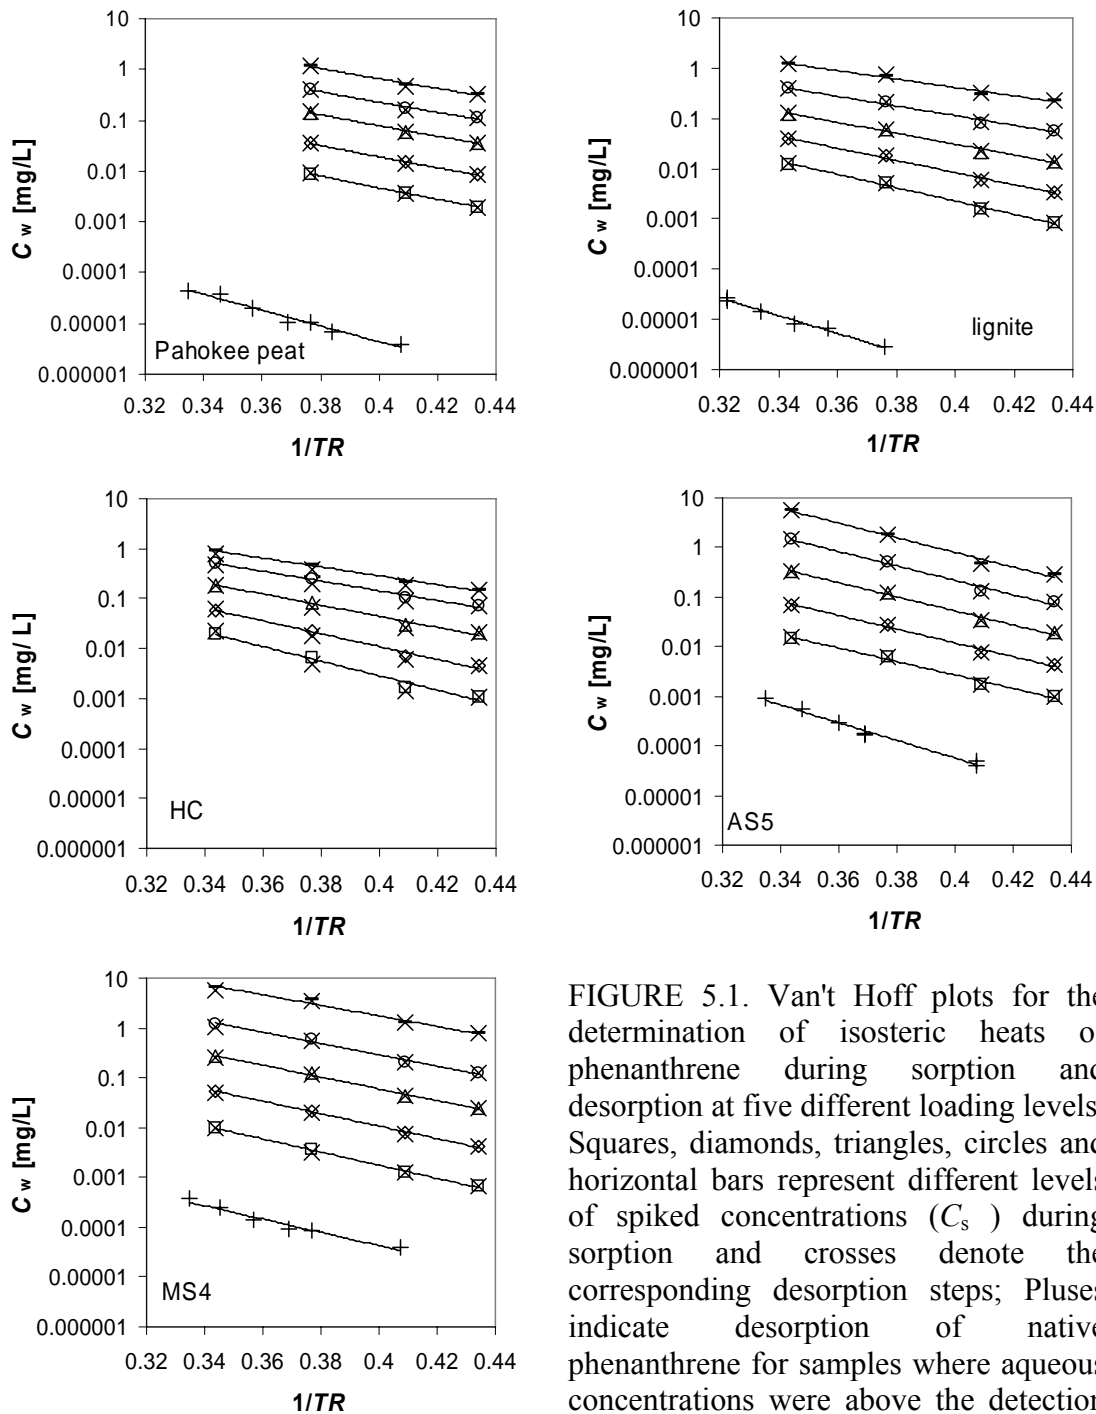 10
1
0.1
0.01
0.001
0.0001
0.00001
0.000001
C w [mg/L]
Pahokee peat
0.32 0.34 0.36 0.38 0.4 0.42 0.44
1/TR
10
1
0.1
0.01
0.001
0.0001
0.00001
0.000001
C w [mg/L]
lignite
0.32 0.34 0.36 0.38 0.4 0.42 0.44
1/TR
10
1
0.1
0.01
0.001
0.0001
0.00001
0.000001
C w [mg/ L]
HC
0.32 0.34 0.36 0.38 0.4 0.42 0.44
1/TR
10
1
0.1
0.01
0.001
0.0001
0.00001
0.000001
C w [mg/L]
AS5
0.32 0.34 0.36 0.38 0.4 0.42 0.44
1/TR
10
1
0.1
0.01
0.001
0.0001
0.00001
0.000001
C w [mg/L]
MS4
0.32 0.34 0.36 0.38 0.4 0.42 0.44
1/TR
FIGURE 5.1. Van't Hoff plots for the
determination of isosteric heats o
phenanthrene during sorption and
desorption at five different loading levels
Squares, diamonds, triangles, circles and
horizontal bars represent different levels
of spiked concentrations (Cs ) during
sorption and crosses denote the
corresponding desorption steps; Pluses
indicate desorption of native
phenanthrene for samples where aqueous
concentrations were above the detection